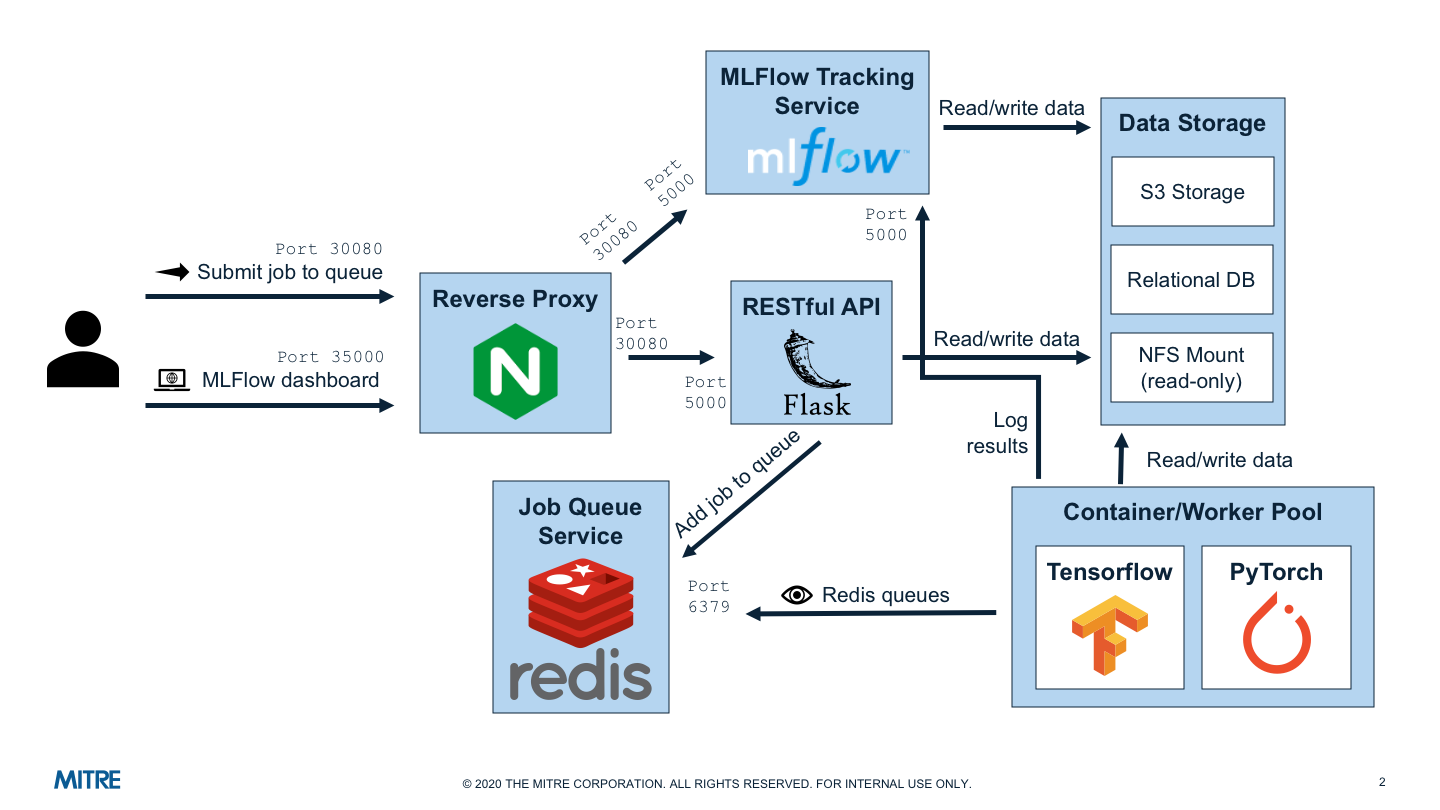 MLFlow Tracking
Service
mlflow™
Read/write data
Data Storage
S3 Storage
Relational DB
NFS Mount
(read-only)
Port
5000
Port
30080
Port
5000
Port 30080
Submit job to queue
Port 35000
MLFlow dashboard
Reverse Proxy
N
Port
30080
Port
5000
RESTful API
Flask
Read/write data
Log
results
Read/write data
Add job to queue
Job Queue
Service
redis
Port
6379
Redis queues
Container/Worker Pool
Tensorflow
PyTorch
MITRE
© 2020 THE MITRE CORPORATION. ALL RIGHTS RESERVED. FOR INTERNAL USE ONLY.
2